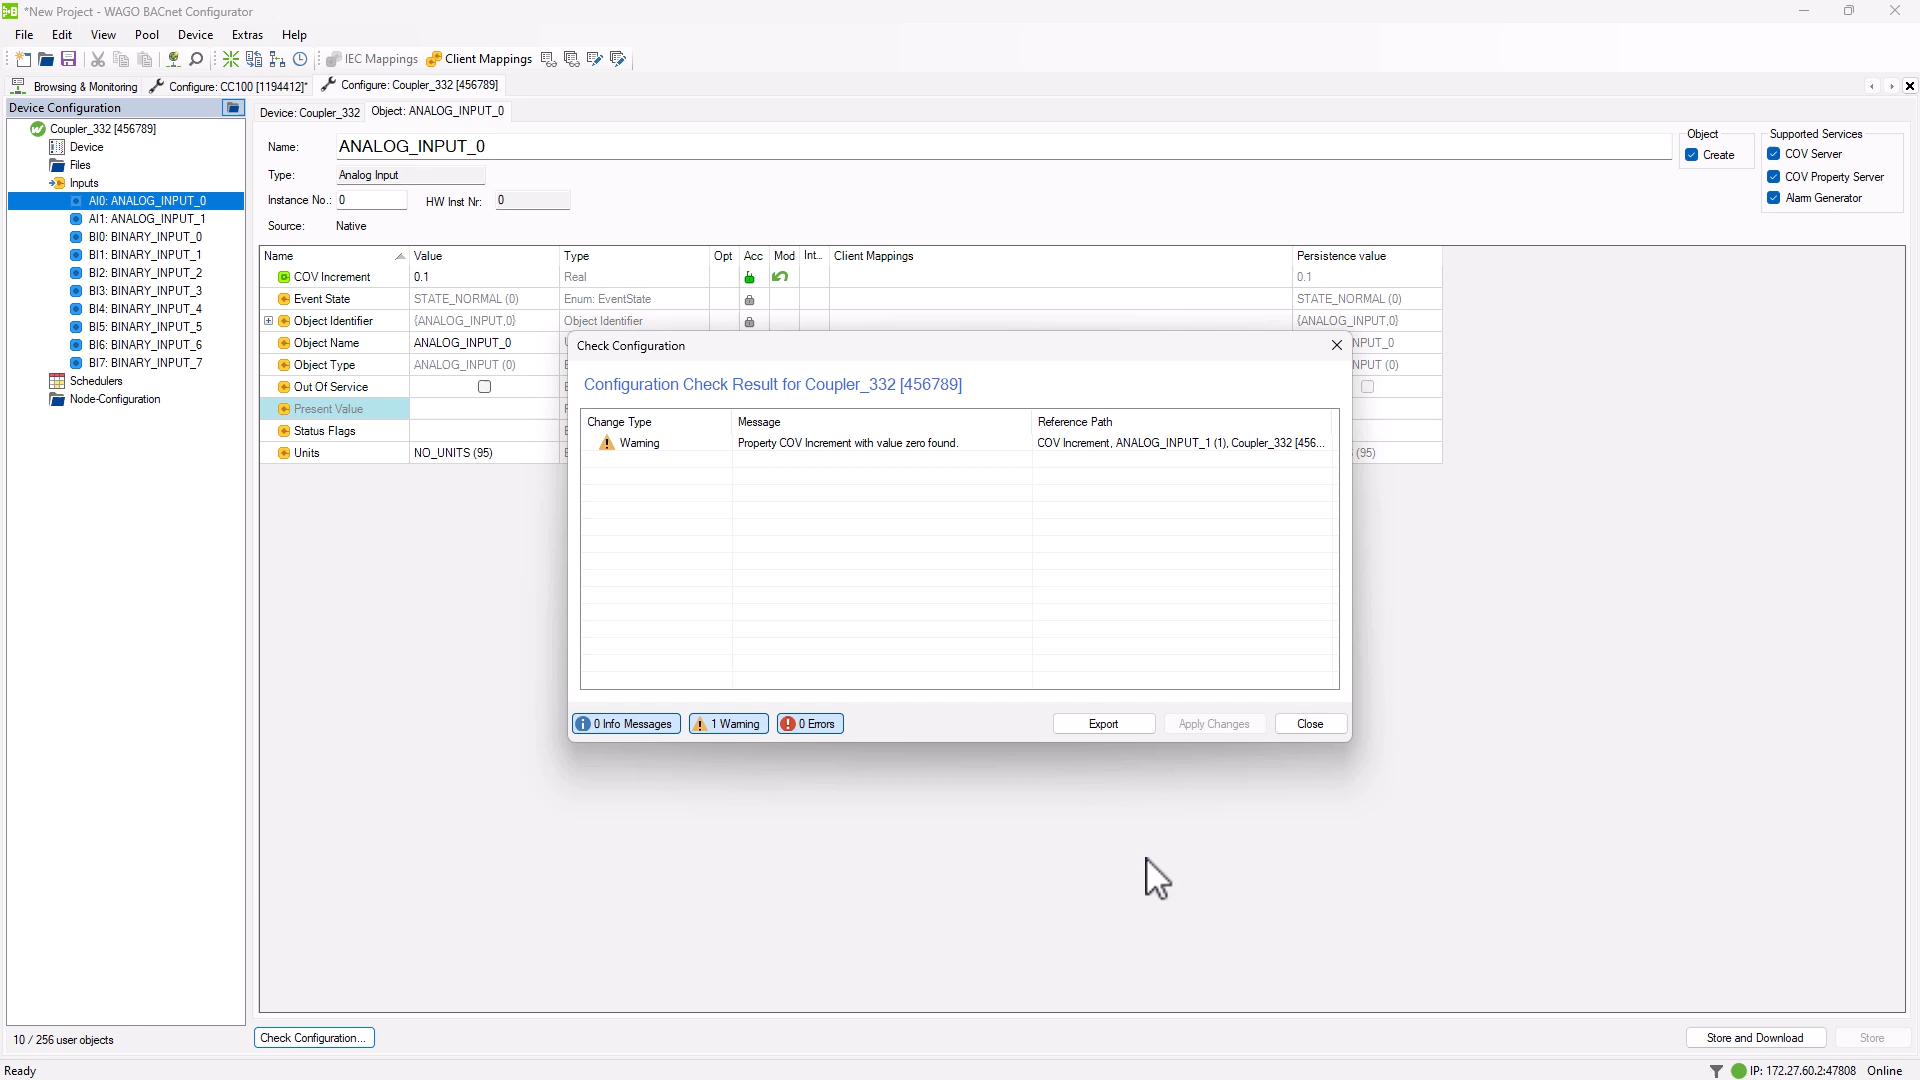 *New Project - WAGO BACnet Configurator
File Edit View Pool Device Extras Help
IEC Mappings Client Mappings
Browsing & Monitoring Configure: CC100 [1194412]* Configure: Coupler_332 [456789]
Device Configuration
Coupler_332 [456789]
Device
Files
Inputs
AI0: ANALOG_INPUT_0
AI1: ANALOG_INPUT_1
BI0: BINARY_INPUT_0
BI1: BINARY_INPUT_1
BI2: BINARY_INPUT_2
BI3: BINARY_INPUT_3
BI4: BINARY_INPUT_4
BI5: BINARY_INPUT_5
BI6: BINARY_INPUT_6
BI7: BINARY_INPUT_7
Schedulers
Node-Configuration
10 / 256 user objects
Device: Coupler_332 Object: ANALOG_INPUT_0
Name: ANALOG_INPUT_0
Type: Analog Input
Instance No.: 0 HW Inst Nr: 0
Source: Native
Object
Create
Supported Services
COV Server
COV Property Server
Alarm Generator
Name Value Type Opt Acc Mod Int... Client Mappings Persistence value
COV Increment 0.1 Real 0.1
Event State STATE_NORMAL (0) Enum: EventState STATE_NORMAL (0)
Object Identifier {ANALOG_INPUT,0} Object Identifier {ANALOG_INPUT,0}
Object Name ANALOG_INPUT_0 NPUT_0
Object Type ANALOG_INPUT (0) NPUT (0)
Out Of Service
Present Value
Status Flags
Units NO_UNITS (95) (95)
Check Configuration
Configuration Check Result for Coupler_332 [456789]
Change Type Message Reference Path
Warning Property COV Increment with value zero found. COV Increment, ANALOG_INPUT_1 (1), Coupler_332 [456...
0 Info Messages 1 Warning 0 Errors Export Apply Changes Close
Check Configuration... Store and Download Store
Ready IP: 172.27.60.2:47808 Online